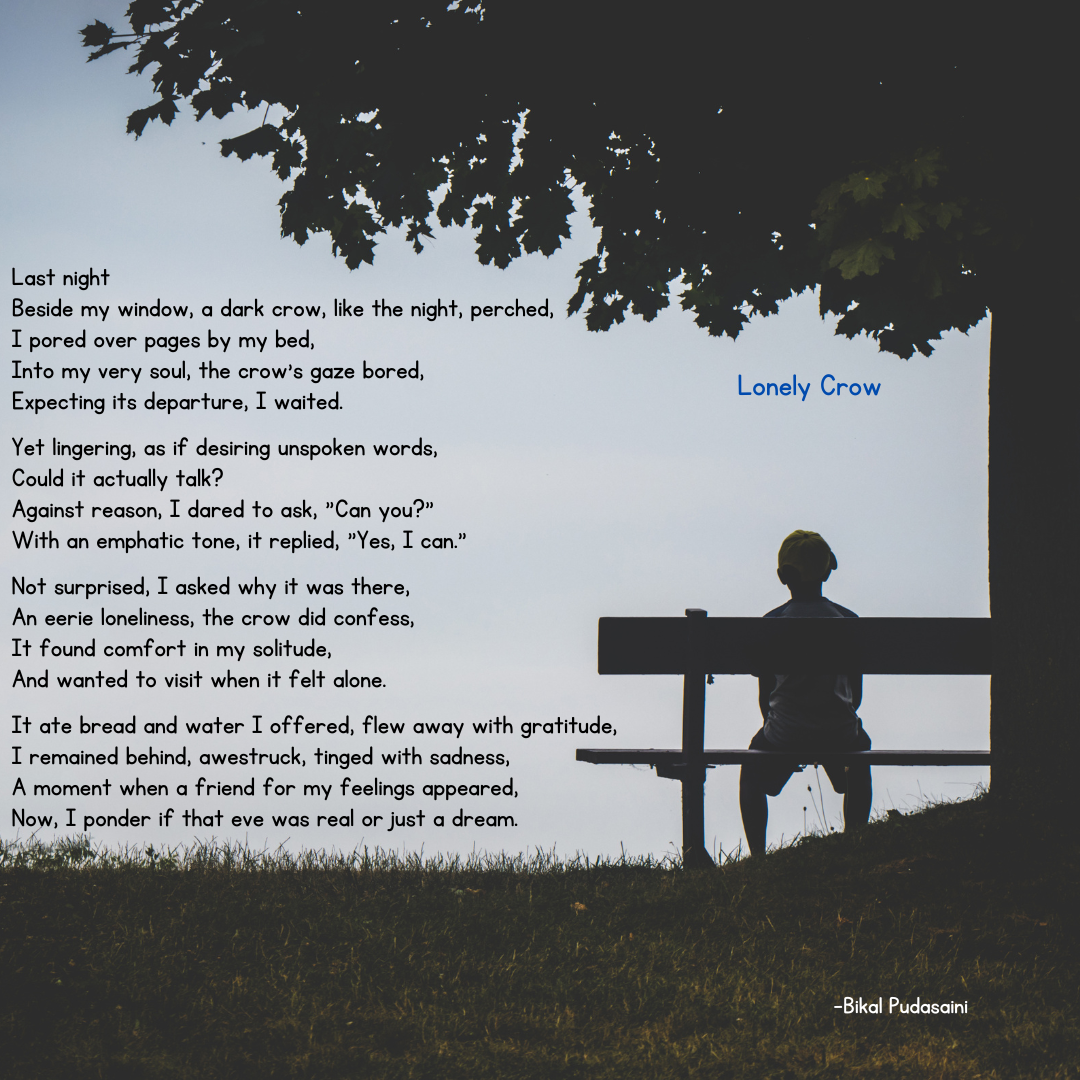 Lonely Crow
Last night
Beside my window, a dark crow, like the night, perched,
I pored over pages by my bed,
Into my very soul, the crow's gaze bored,
Expecting its departure, I waited.
Yet lingering, as if desiring unspoken words,
Could it actually talk?
Against reason, I dared to ask, "Can you?"
With an emphatic tone, it replied, "Yes, I can."
Not surprised, I asked why it was there,
An eerie loneliness, the crow did confess,
It found comfort in my solitude,
And wanted to visit when it felt alone.
It ate bread and water I offered, flew away with gratitude,
I remained behind, awestruck, tinged with sadness,
A moment when a friend for my feelings appeared,
Now, I ponder if that eve was real or just a dream.
-Bikal Pudasaini